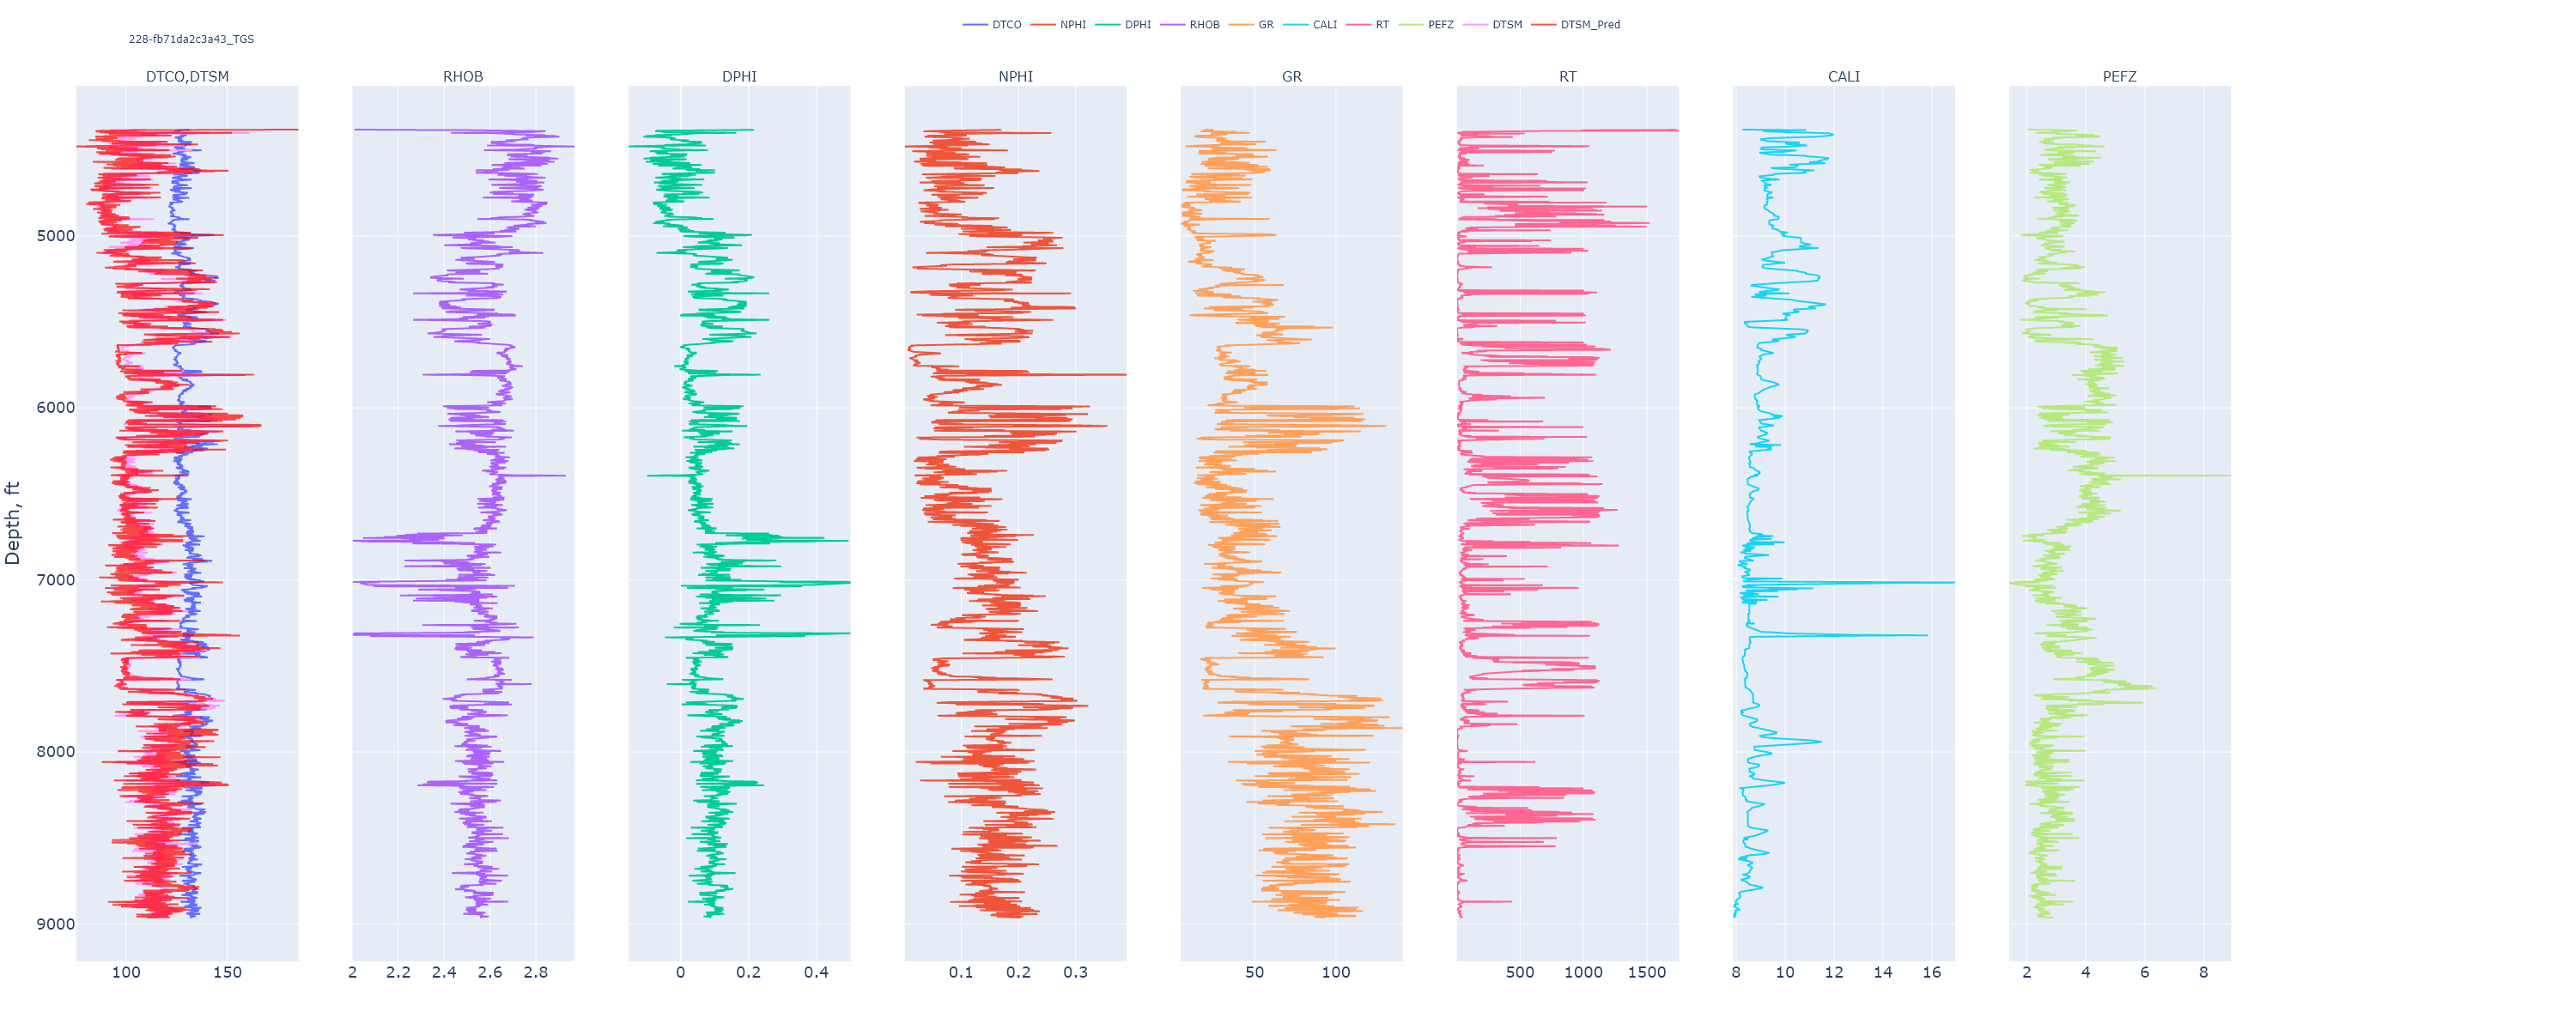 DTCO NPHI DPHI RHOB GR CALI RT PEFZ DTSM DTSM_Pred
228-fb71da2c3a43_TGS
DTCO,DTSM RHOB DPHI NPHI GR RT CALI PEFZ
5000
6000
7000
8000
9000
Depth, ft
100 150 2 2.2 2.4 2.6 2.8 0 0.2 0.4 0.1 0.2 0.3 50 100 500 1000 1500 8 10 12 14 16 2 4 6 8